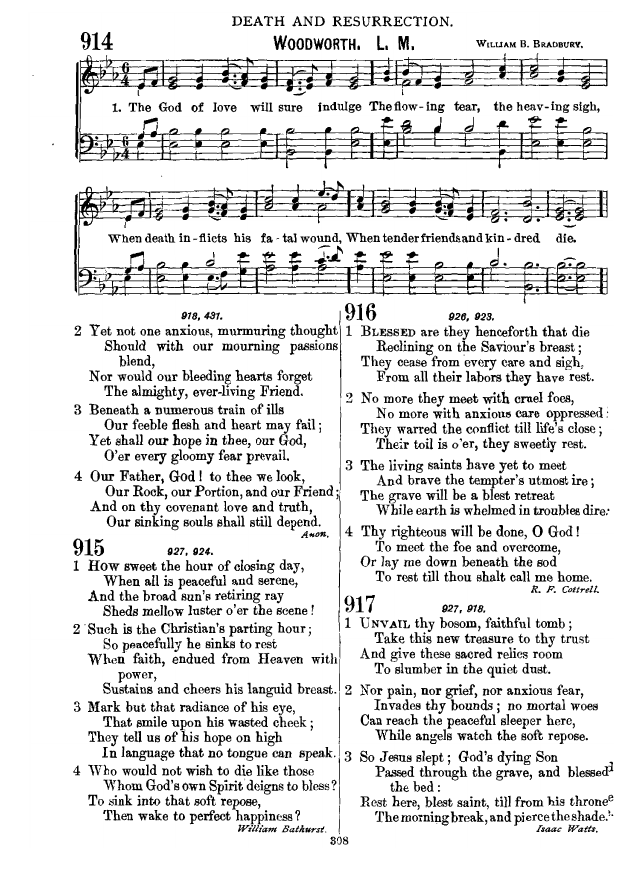 DEATH AND RESURRECTION.
914
WOODWORTH. L. M.
WILLIAM B. BRADBURY.
1. The God of love will sure indulge The flow-ing tear, the heav-ing sigh,
When death in-flicts his fa-tal wound, When tender friends and kin-dred die.
918, 431.
2 Yet not one anxious, murmuring thought
Should with our mourning passions
blend,
Nor would our bleeding hearts forget
The almighty, ever-living Friend.
3 Beneath a numerous train of ills
Our feeble flesh and heart may fail;
Yet shall our hope in thee, our God,
O'er every gloomy fear prevail.
4 Our Father, God! to thee we look,
Our Rock, our Portion, and our Friend;
And on thy covenant love and truth,
Our sinking souls shall still depend.
Anon.
915
927, 924.
1 HOW sweet the hour of closing day,
When all is peaceful and serene,
And the broad sun's retiring ray
Sheds mellow luster o'er the scene!
2 Such is the Christian's parting hour;
So peacefully he sinks to rest
When faith, endued from Heaven with
power,
Sustains and cheers his languid breast.
3 Mark but that radiance of his eye,
That smile upon his wasted cheek;
They tell us of his hope on high
In language that no tongue can speak.
4 Who would not wish to die like those
Whom God's own Spirit deigns to bless?
To sink into that soft repose,
Then wake to perfect happiness?
William Bathurst.
916
926, 923.
1 BLESSED are they henceforth that die
Reclining on the Saviour's breast;
They cease from every care and sigh,
From all their labors they have rest.
2 No more they meet with cruel foes,
No more with anxious care oppressed:
They warred the conflict till life's close;
Their toil is o'er, they sweetly rest.
3 The living saints have yet to meet
And brave the tempter's utmost ire;
The grave will be a blest retreat
While earth is whelmed in troubles dire.
4 Thy righteous will be done, O God!
To meet the foe and overcome,
Or lay me down beneath the sod
To rest till thou shalt call me home.
R. F. Cottrell.
917
927, 918.
1 UNVAIL thy bosom, faithful tomb;
Take this new treasure to thy trust
And give these sacred relics room
To slumber in the quiet dust.
2 Nor pain, nor grief, nor anxious fear,
Invades thy bounds; no mortal woes
Can reach the peaceful sleeper here,
While angels watch the soft repose.
3 So Jesus slept; God's dying Son
Passed through the grave, and blessed
the bed:
Rest here, blest saint, till from his throne
The morning break, and pierce the shade.
Isaac Watts.
398